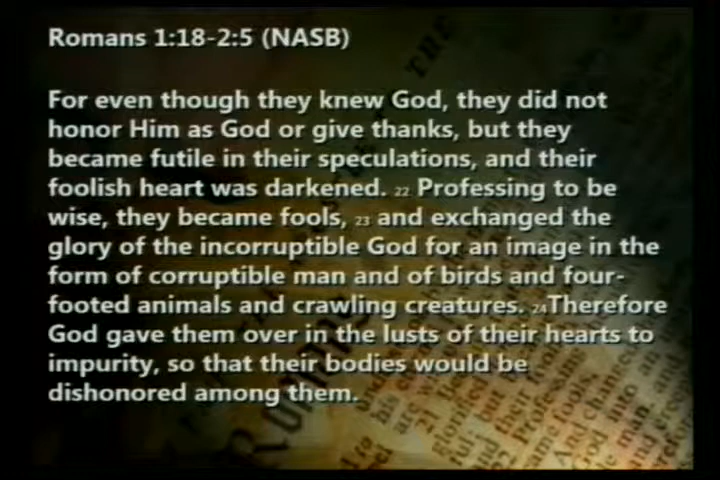 Romans 1:18-2:5 (NASB)
For even though they knew God, they did not
honor Him as God or give thanks, but they
became futile in their speculations, and their
foolish heart was darkened. 22 Professing to be
wise, they became fools, 23 and exchanged the
glory of the incorruptible God for an image in the
form of corruptible man and of birds and four-
footed animals and crawling creatures. 24Therefore
God gave them over in the lusts of their hearts to
impurity, so that their bodies would be
dishonored among them.